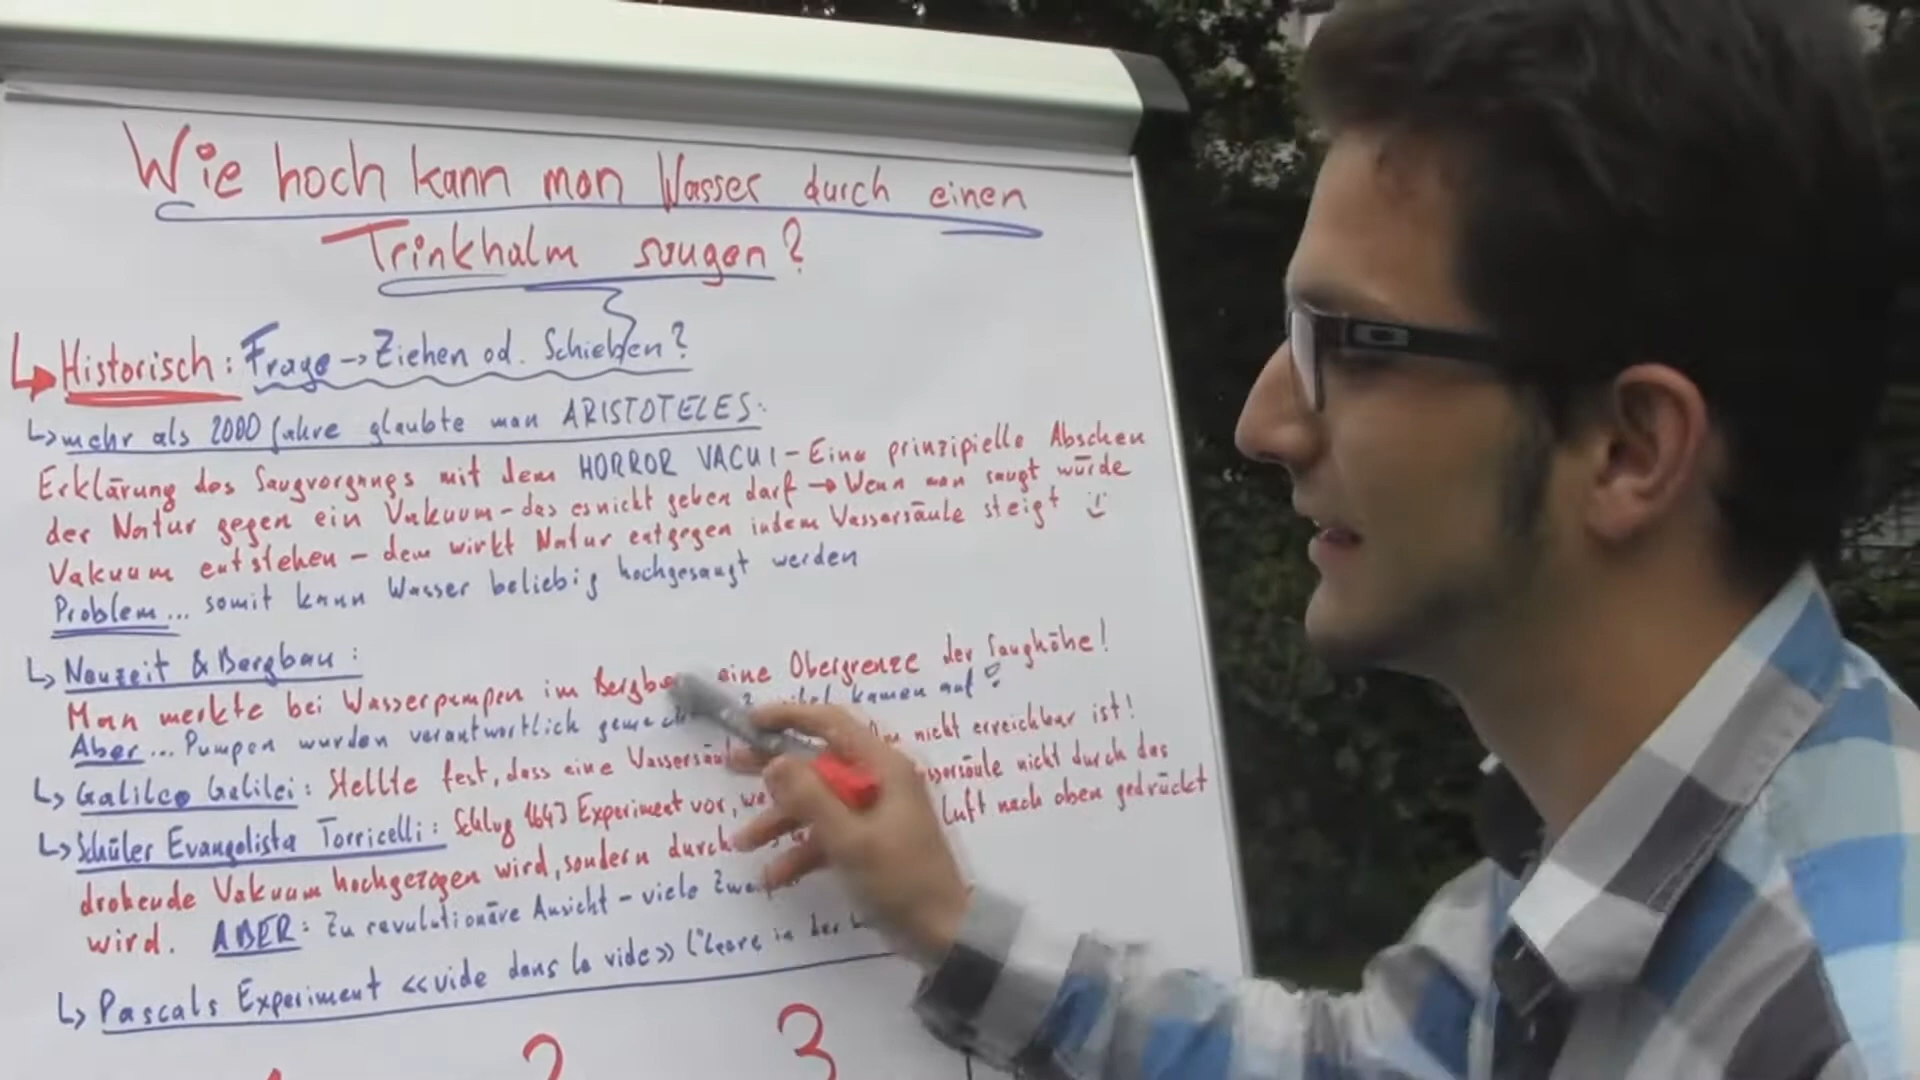 Wie hoch kann man Wasser durch einen
Trinkhalm saugen?
Historisch: Frage → Ziehen od. Schieben?
↳ mehr als 2000 Jahre glaubte man ARISTOTELES:
Erklärung des Saugvorgangs mit dem HORROR VACUI - Eine prinzipielle Abscheu
der Natur gegen ein Vakuum - das es nicht geben darf → Wenn man saugt würde
Vakuum entstehen - dem wirkt Natur entgegen indem Wassersäule steigt
Problem... somit kann Wasser beliebig hochgesaugt werden
↳ Neuzeit & Bergbau:
Man merkte bei Wasserpumpen im eine Obergrenze der Saughöhe!
Aber... Pumpen wurden verantwortlich kamen auf!
↳ Galileo Galilei: Stellte fest, dass eine nicht erreichbar ist!
↳ Schüler Evangelista Torricelli: Schlug 1643 Experiment vor, nicht durch das
drohende Vakuum hochgezogen wird, sondern durch Luft nach oben gedrückt
wird. ABER: Zu revolutionäre Ansicht - viele
↳ Pascals Experiment <<vide dans le vide>> ("Leere in der
2 3